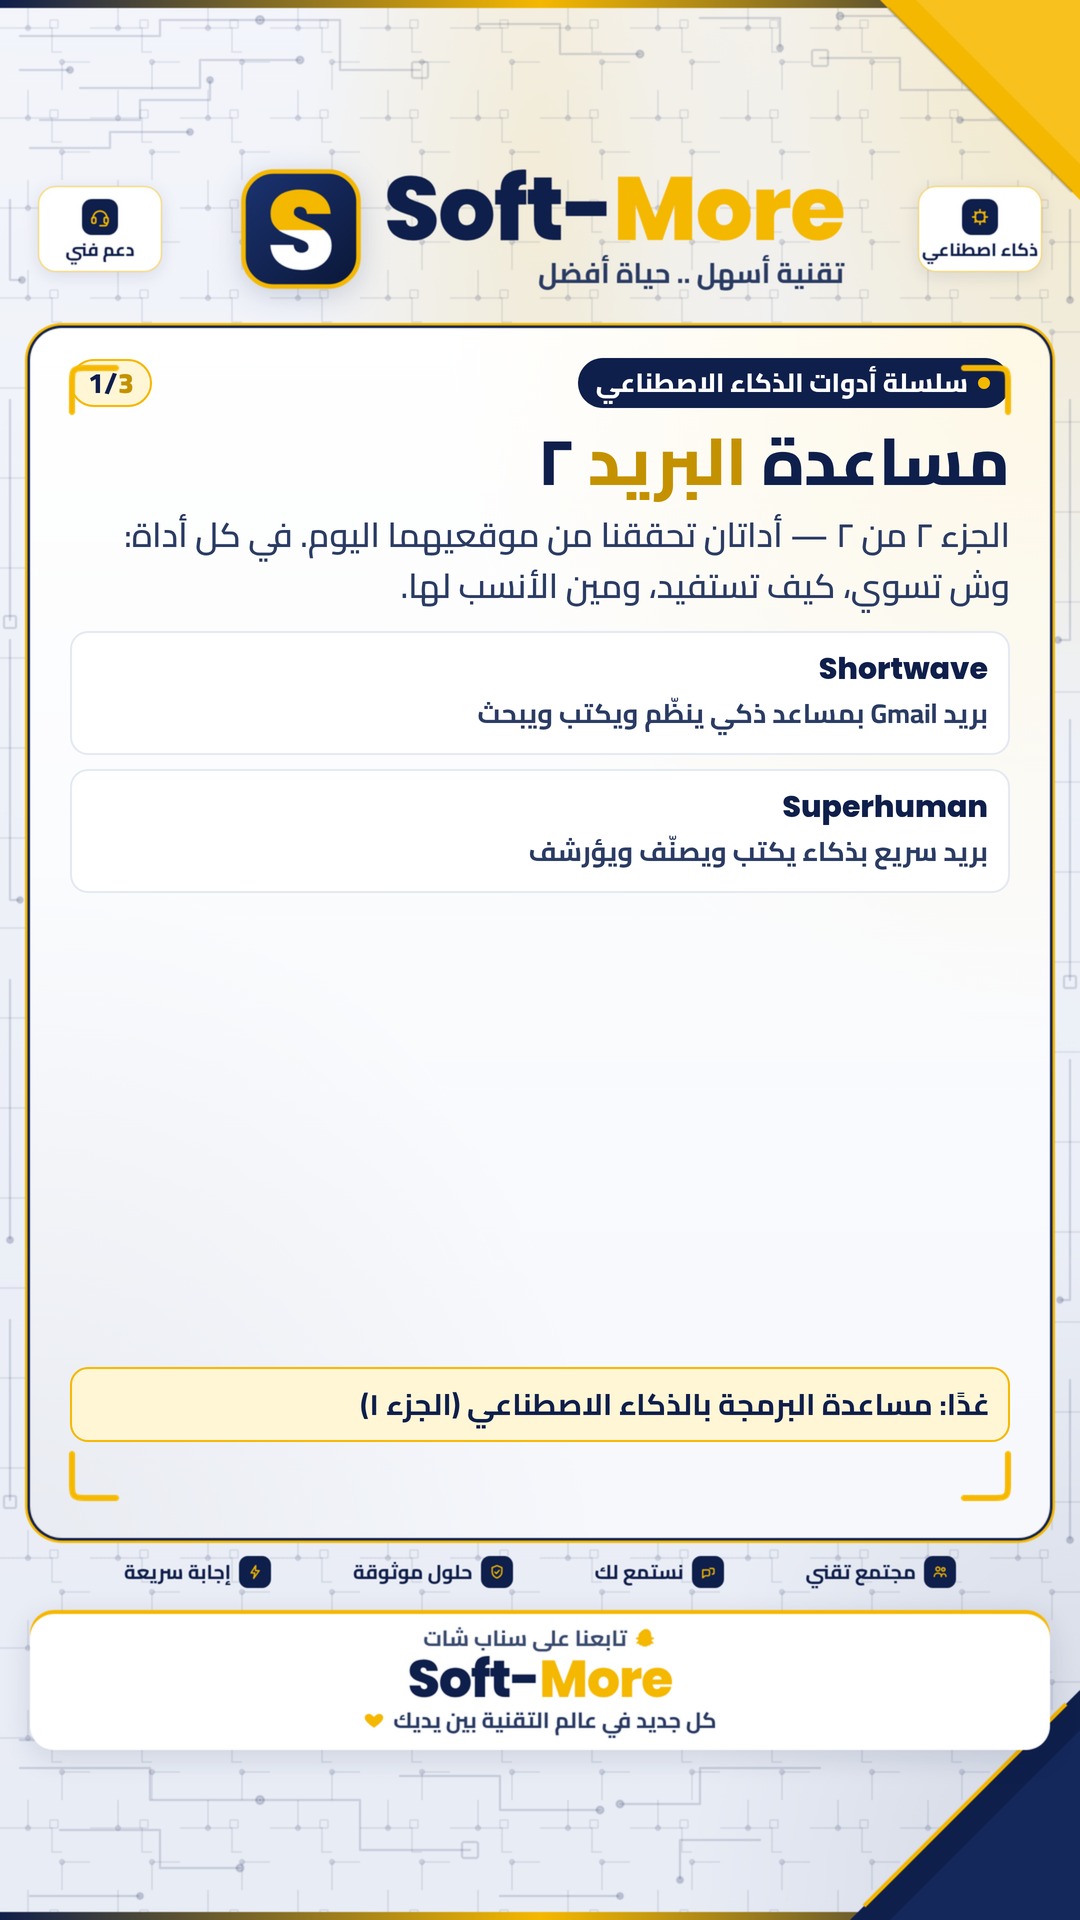 Soft-More
تقنية أسهل .. حياة أفضل
ذكاء اصطناعي
دعم فني
S
سلسلة أدوات الذكاء الاصطناعي
1/3
مساعدة البريد ٢
الجزء ٢ من ٢ — أداتان تحققنا من موقعيهما اليوم. في كل أداة:
وش تسوي، كيف تستفيد، ومين الأنسب لها.
Shortwave
بريد Gmail بمساعد ذكي ينظّم ويكتب ويبحث
Superhuman
بريد سريع بذكاء يكتب ويصنّف ويؤرشف
غدًا: مساعدة البرمجة بالذكاء الاصطناعي (الجزء ١)
مجتمع تقني
نستمع لك
حلول موثوقة
إجابة سريعة
تابعنا على سناب شات
Soft-More
كل جديد في عالم التقنية بين يديك